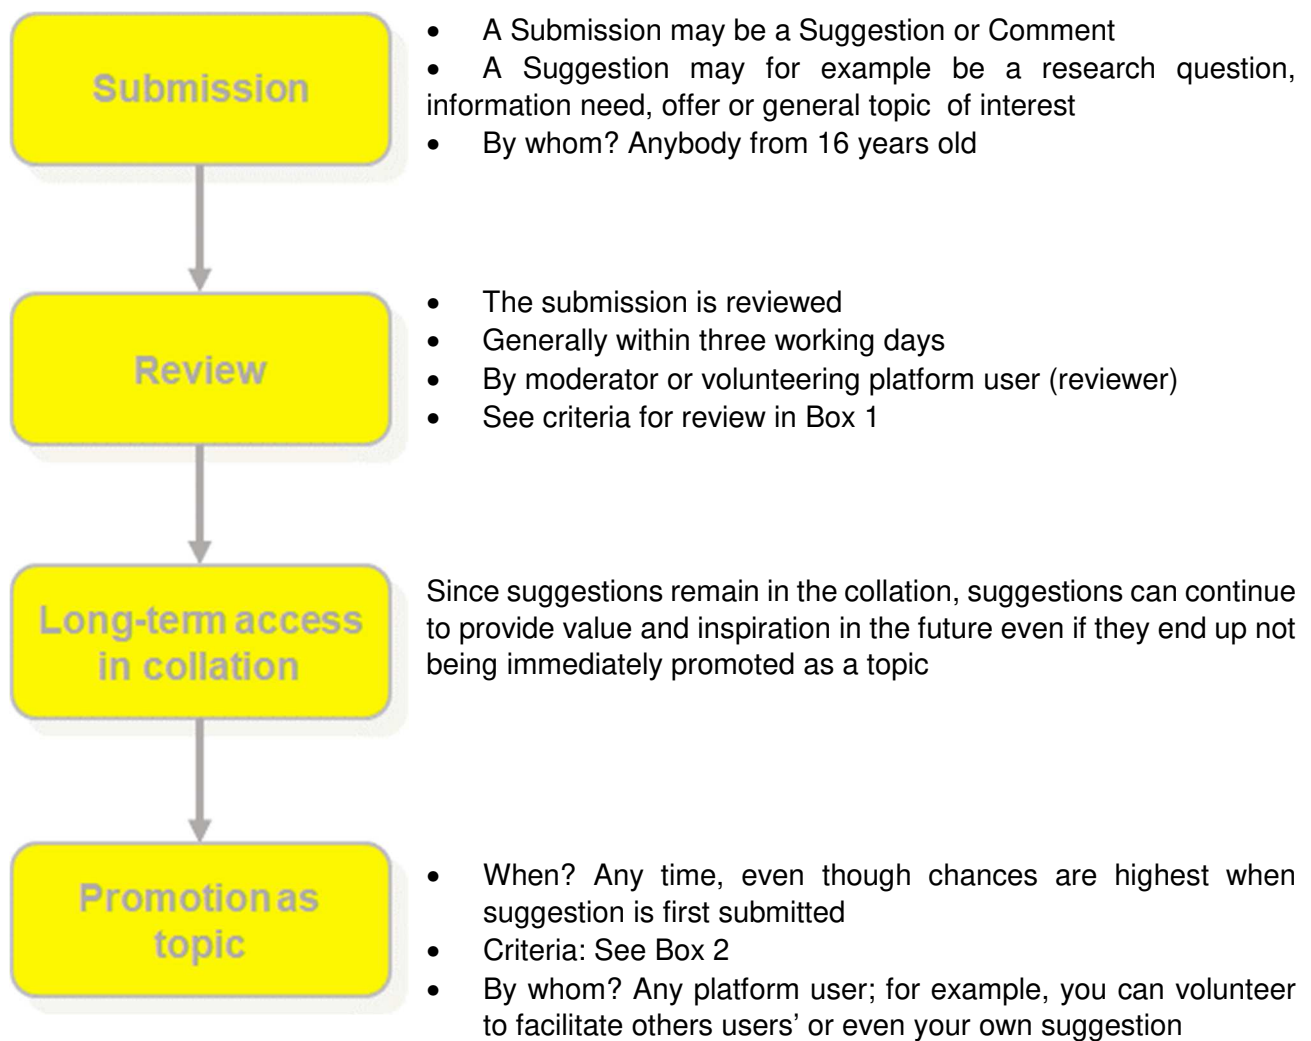 Submission
• A Submission may be a Suggestion or Comment
• A Suggestion may for example be a research question,
information need, offer or general topic of interest
• By whom? Anybody from 16 years old
Review
• The submission is reviewed
• Generally within three working days
• By moderator or volunteering platform user (reviewer)
• See criteria for review in Box 1
Long-term access
in collation
Since suggestions remain in the collation, suggestions can continue
to provide value and inspiration in the future even if they end up not
being immediately promoted as a topic
Promotion as
topic
• When? Any time, even though chances are highest when
suggestion is first submitted
• Criteria: See Box 2
• By whom? Any platform user; for example, you can volunteer
to facilitate others users’ or even your own suggestion